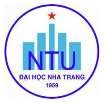 NTU
ĐẠI HỌC NHA TRANG
1959